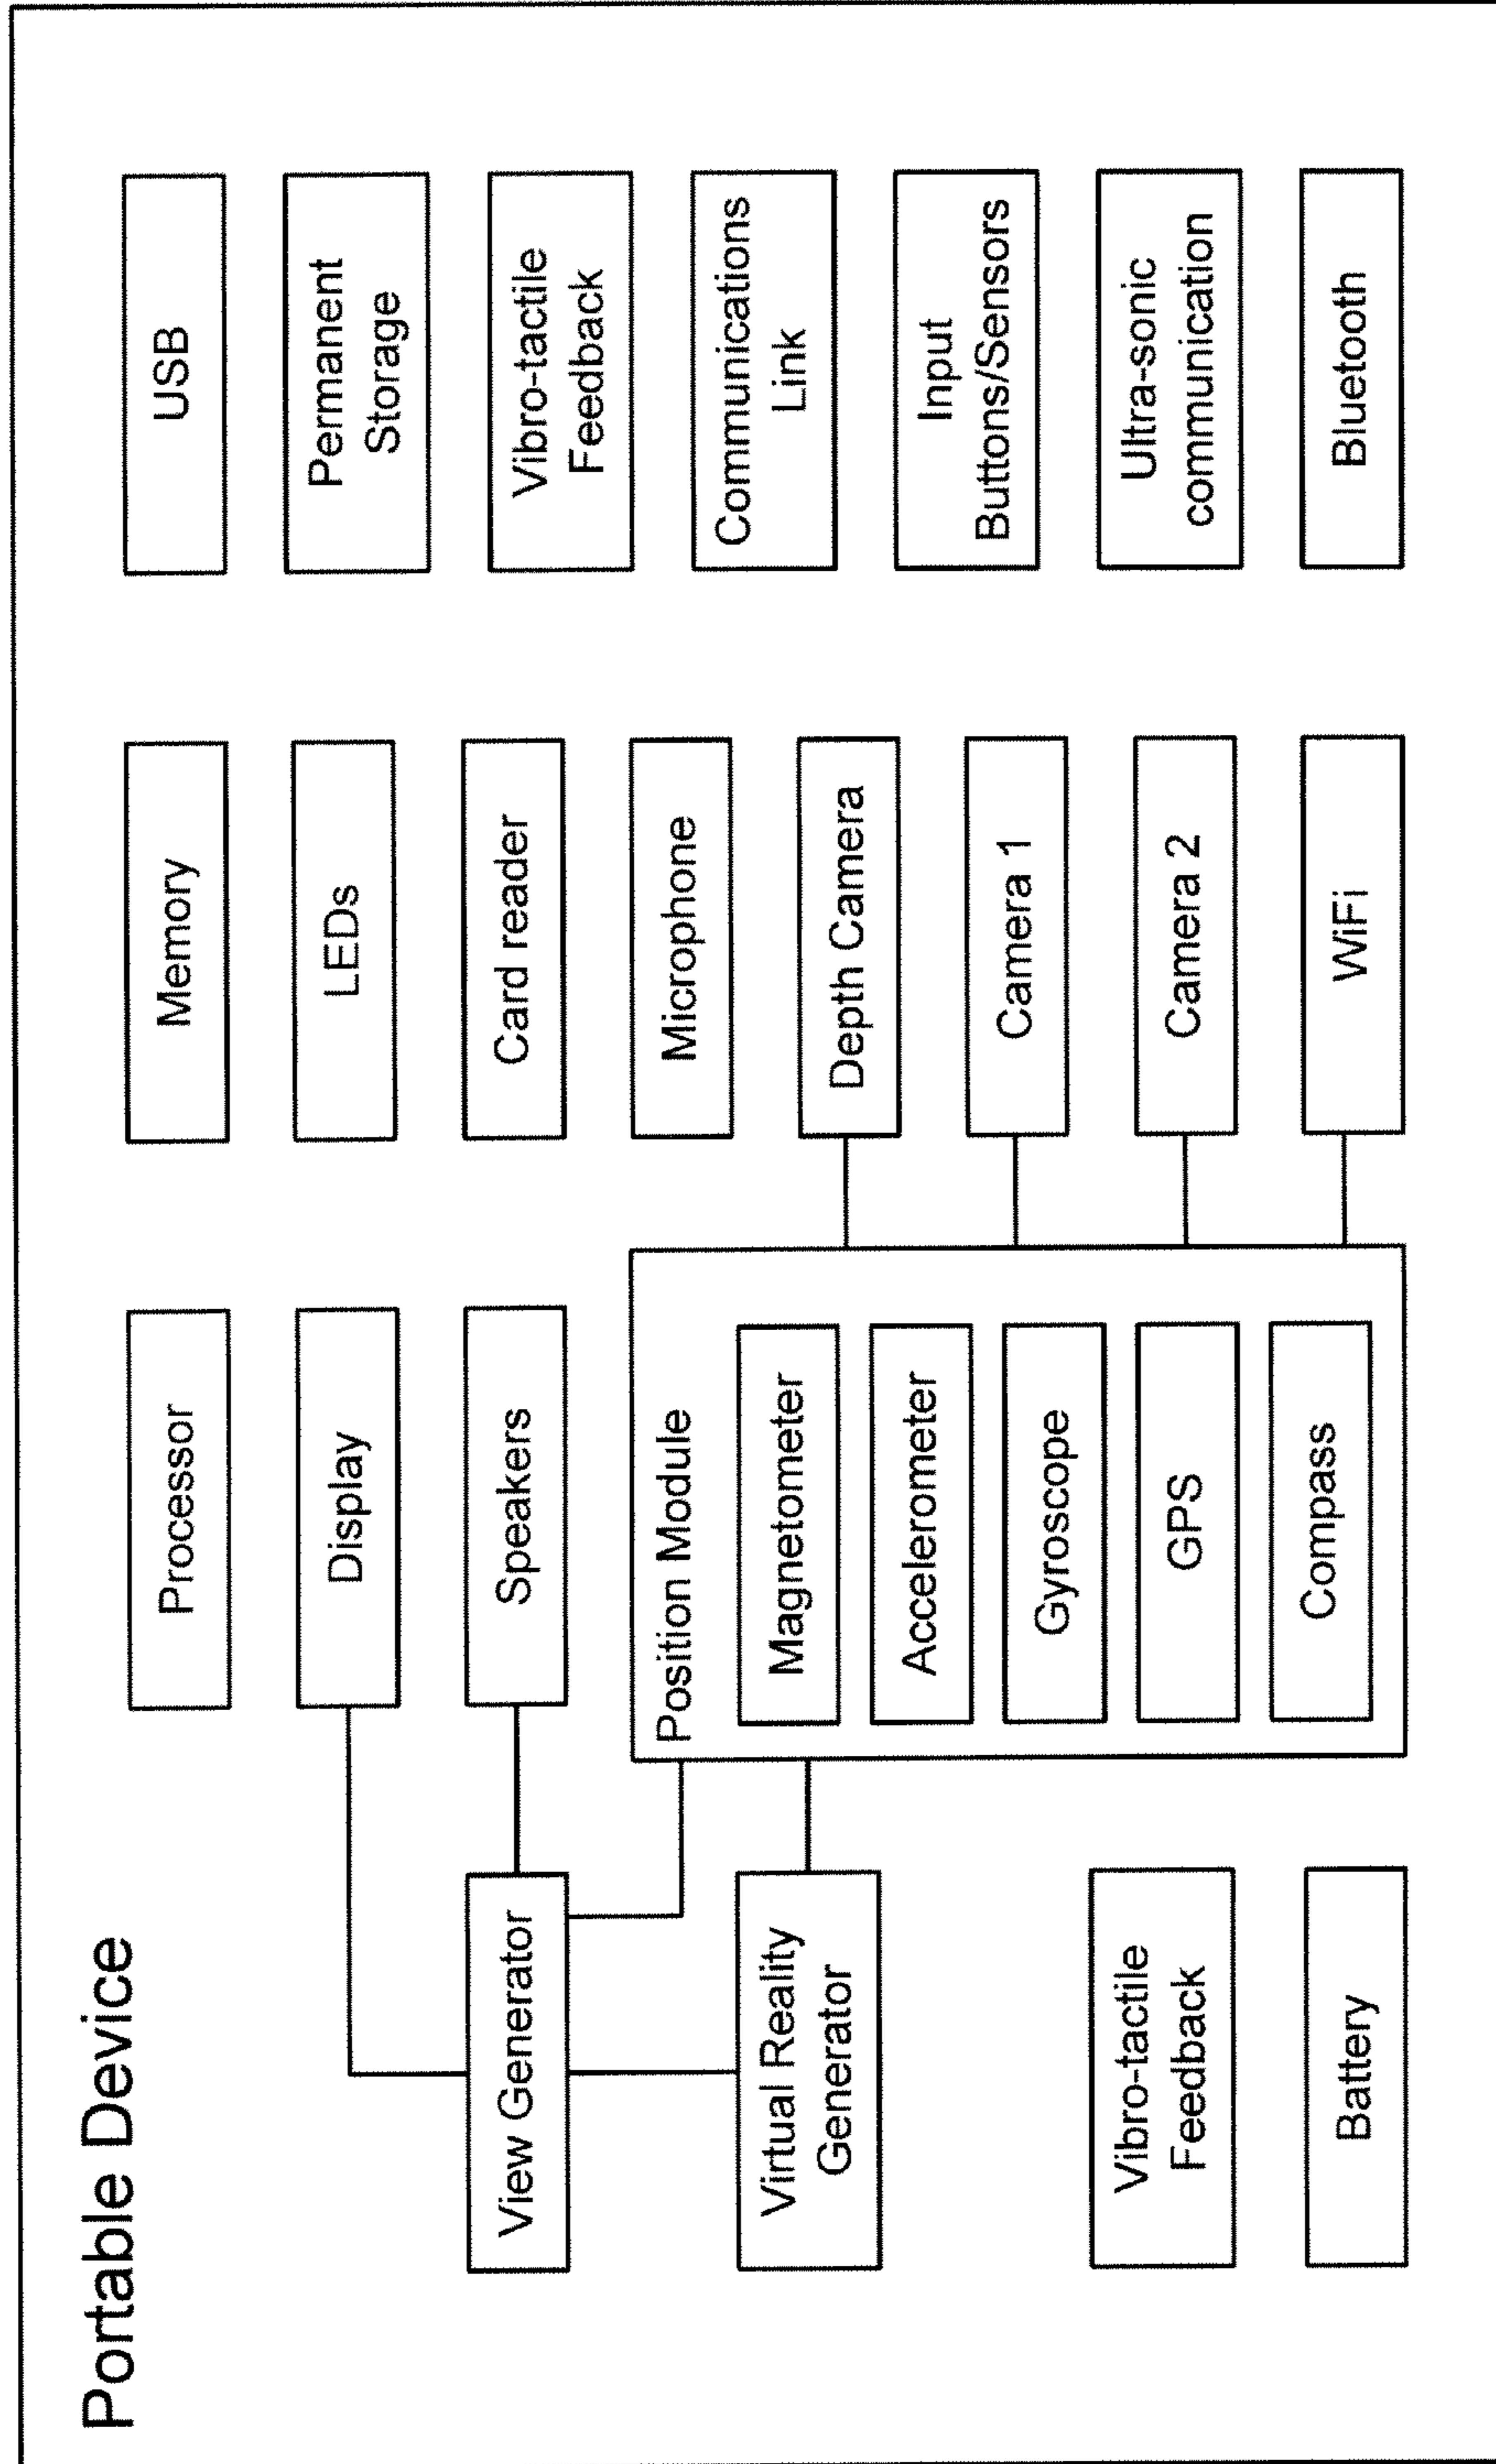 Portable Device
View Generator
Virtual Reality
Generator
Vibro-tactile
Feedback
Battery
Processor
Display
Speakers
Position Module
Magnetometer
Accelerometer
Gyroscope
GPS
Compass
Memory
LEDs
Card reader
Microphone
Depth Camera
Camera 1
Camera 2
WiFi
USB
Permanent
Storage
Vibro-tactile
Feedback
Communications
Link
Input
Buttons/Sensors
Ultra-sonic
communication
Bluetooth